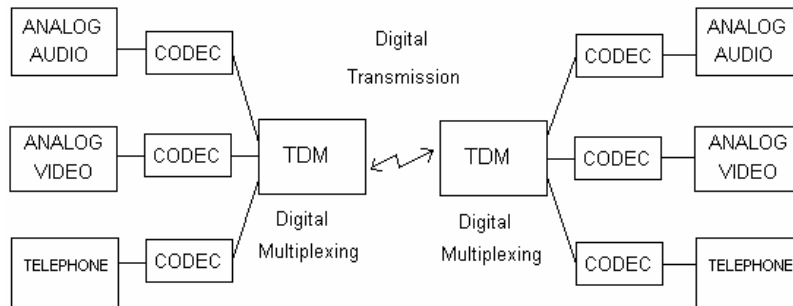 ANALOG
AUDIO
CODEC
Digital
Transmission
CODEC
ANALOG
AUDIO
ANALOG
VIDEO
CODEC
TDM
TDM
CODEC
ANALOG
VIDEO
Digital
Multiplexing
Digital
Multiplexing
TELEPHONE
CODEC
CODEC
TELEPHONE